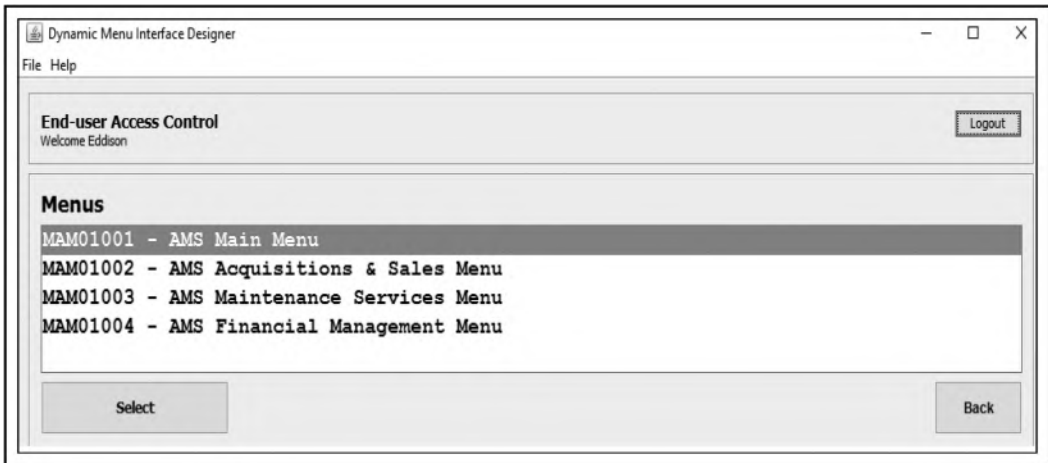 Dynamic Menu Interface Designer
File Help
End-user Access Control
Welcome Eddison
Logout
Menus
MAM01001 - AMS Main Menu
MAM01002 - AMS Acquisitions & Sales Menu
MAM01003 - AMS Maintenance Services Menu
MAM01004 - AMS Financial Management Menu
Select
Back